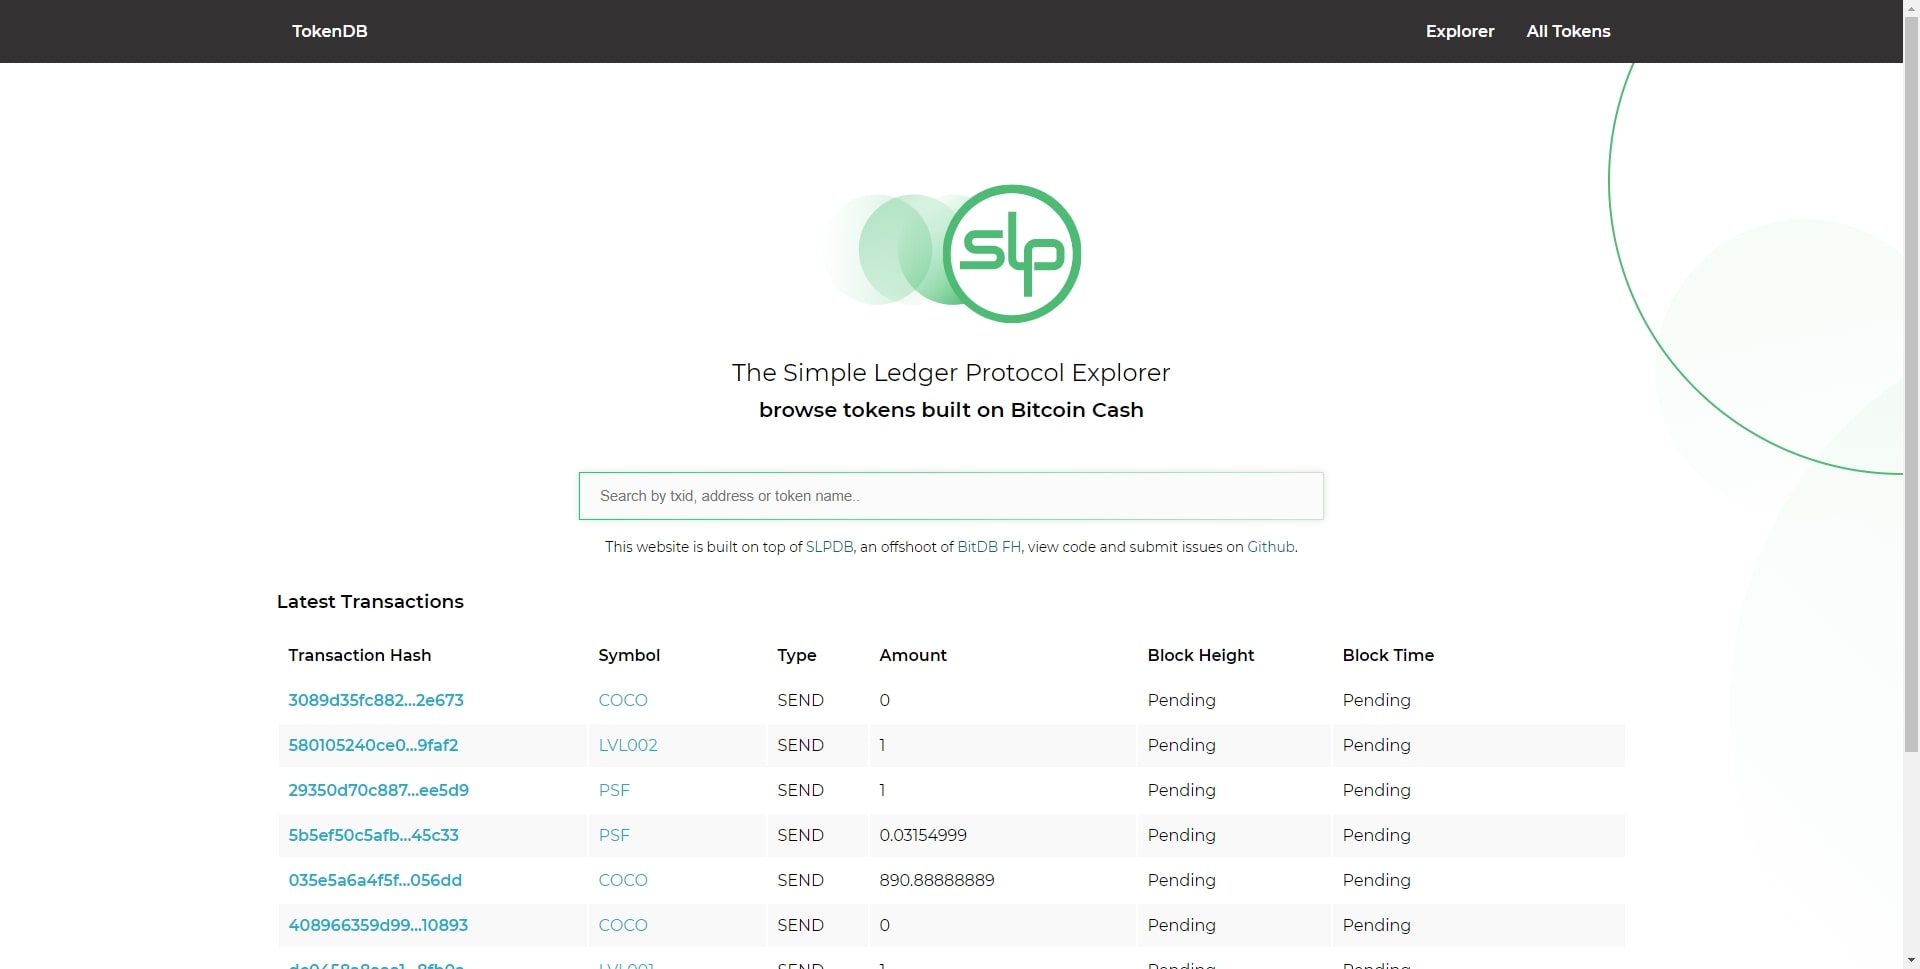 TokenDB Explorer All Tokens
slp
The Simple Ledger Protocol Explorer
browse tokens built on Bitcoin Cash
Search by txid, address or token name..
This website is built on top of SLPDB, an offshoot of BitDB FH, view code and submit issues on Github.
Latest Transactions
Transaction Hash Symbol Type Amount Block Height Block Time
3089d35fc882...2e673 COCO SEND 0 Pending Pending
580105240ce0...9faf2 LVL002 SEND 1 Pending Pending
29350d70c887...ee5d9 PSF SEND 1 Pending Pending
5b5ef50c5afb...45c33 PSF SEND 0.03154999 Pending Pending
035e5a6a4f5f...056dd COCO SEND 890.88888889 Pending Pending
408966359d99...10893 COCO SEND 0 Pending Pending
LVL001 SEND 1 Pending Pending